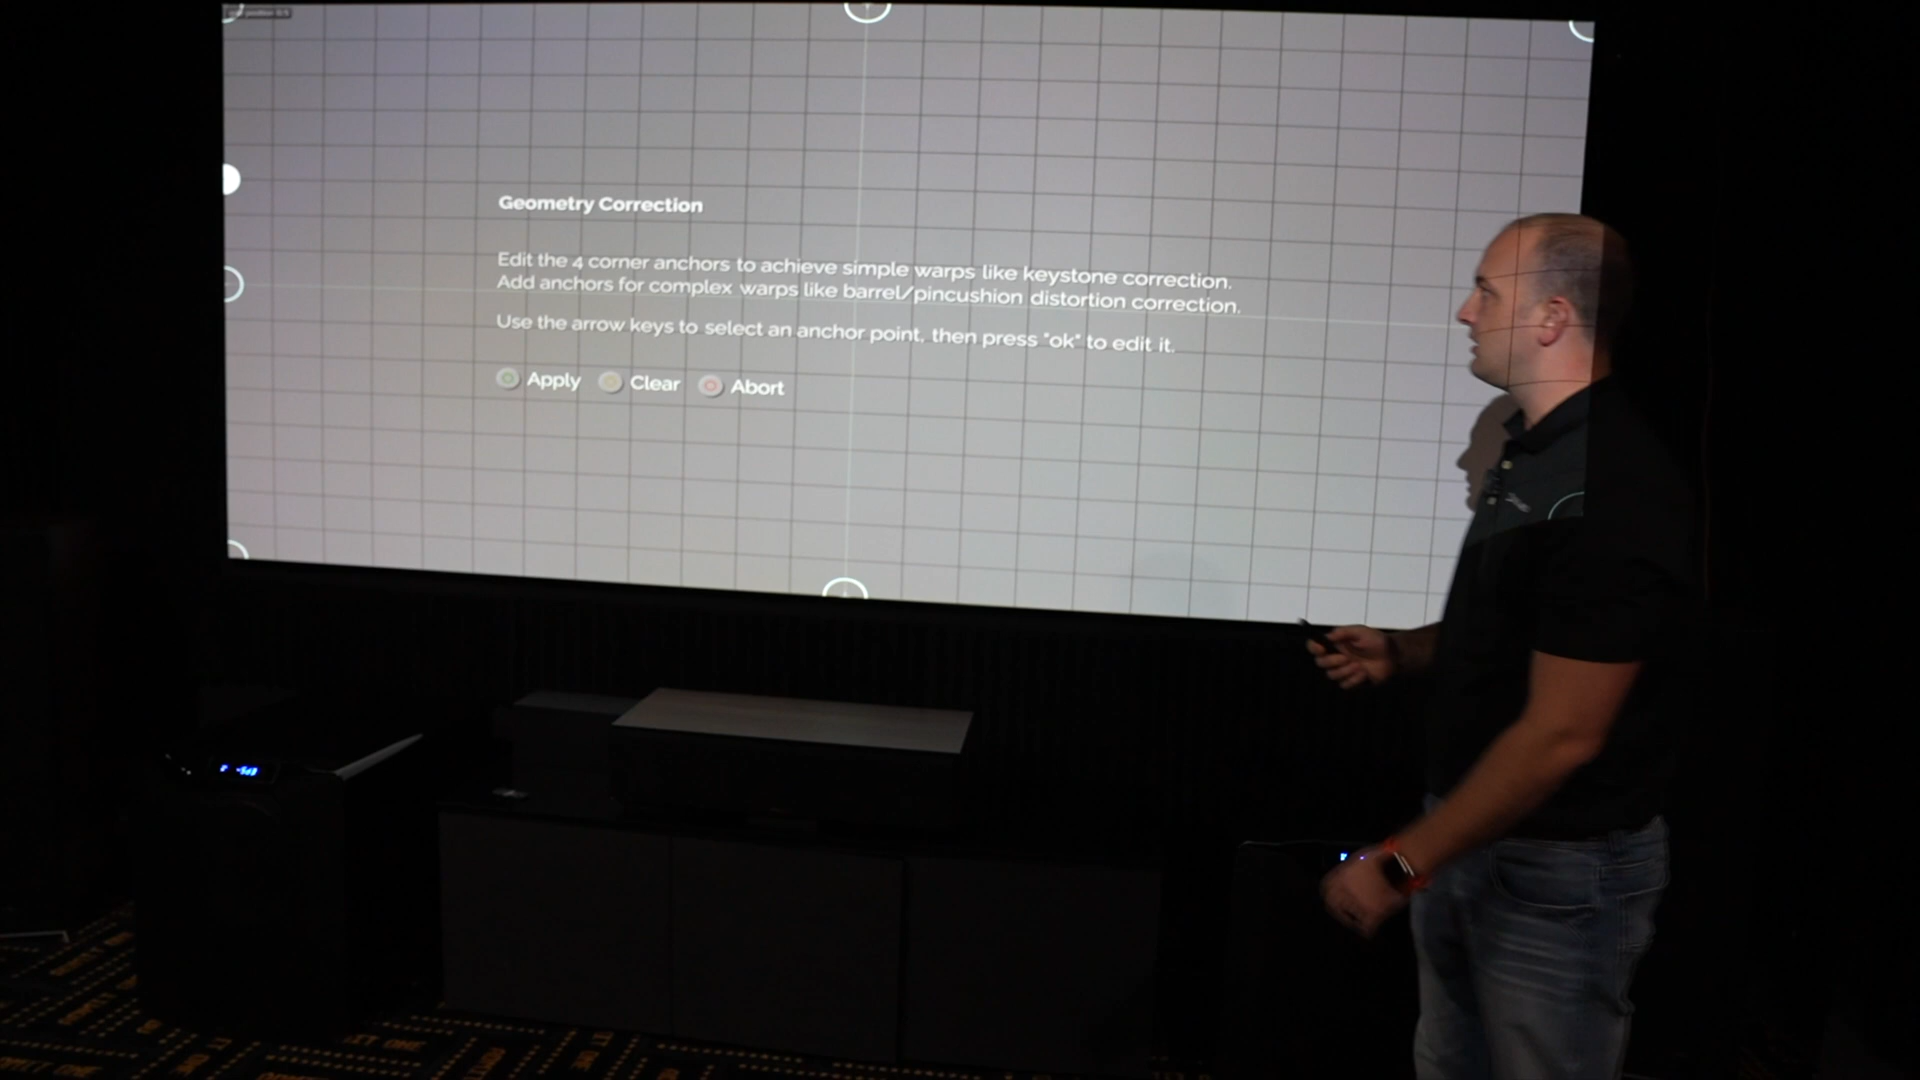 Geometry Correction
Edit the 4 corner anchors to achieve simple warps like keystone correction.
Add anchors for complex warps like barrel/pincushion distortion correction.
Use the arrow keys to select an anchor point, then press "ok" to edit it.
Apply Clear Abort